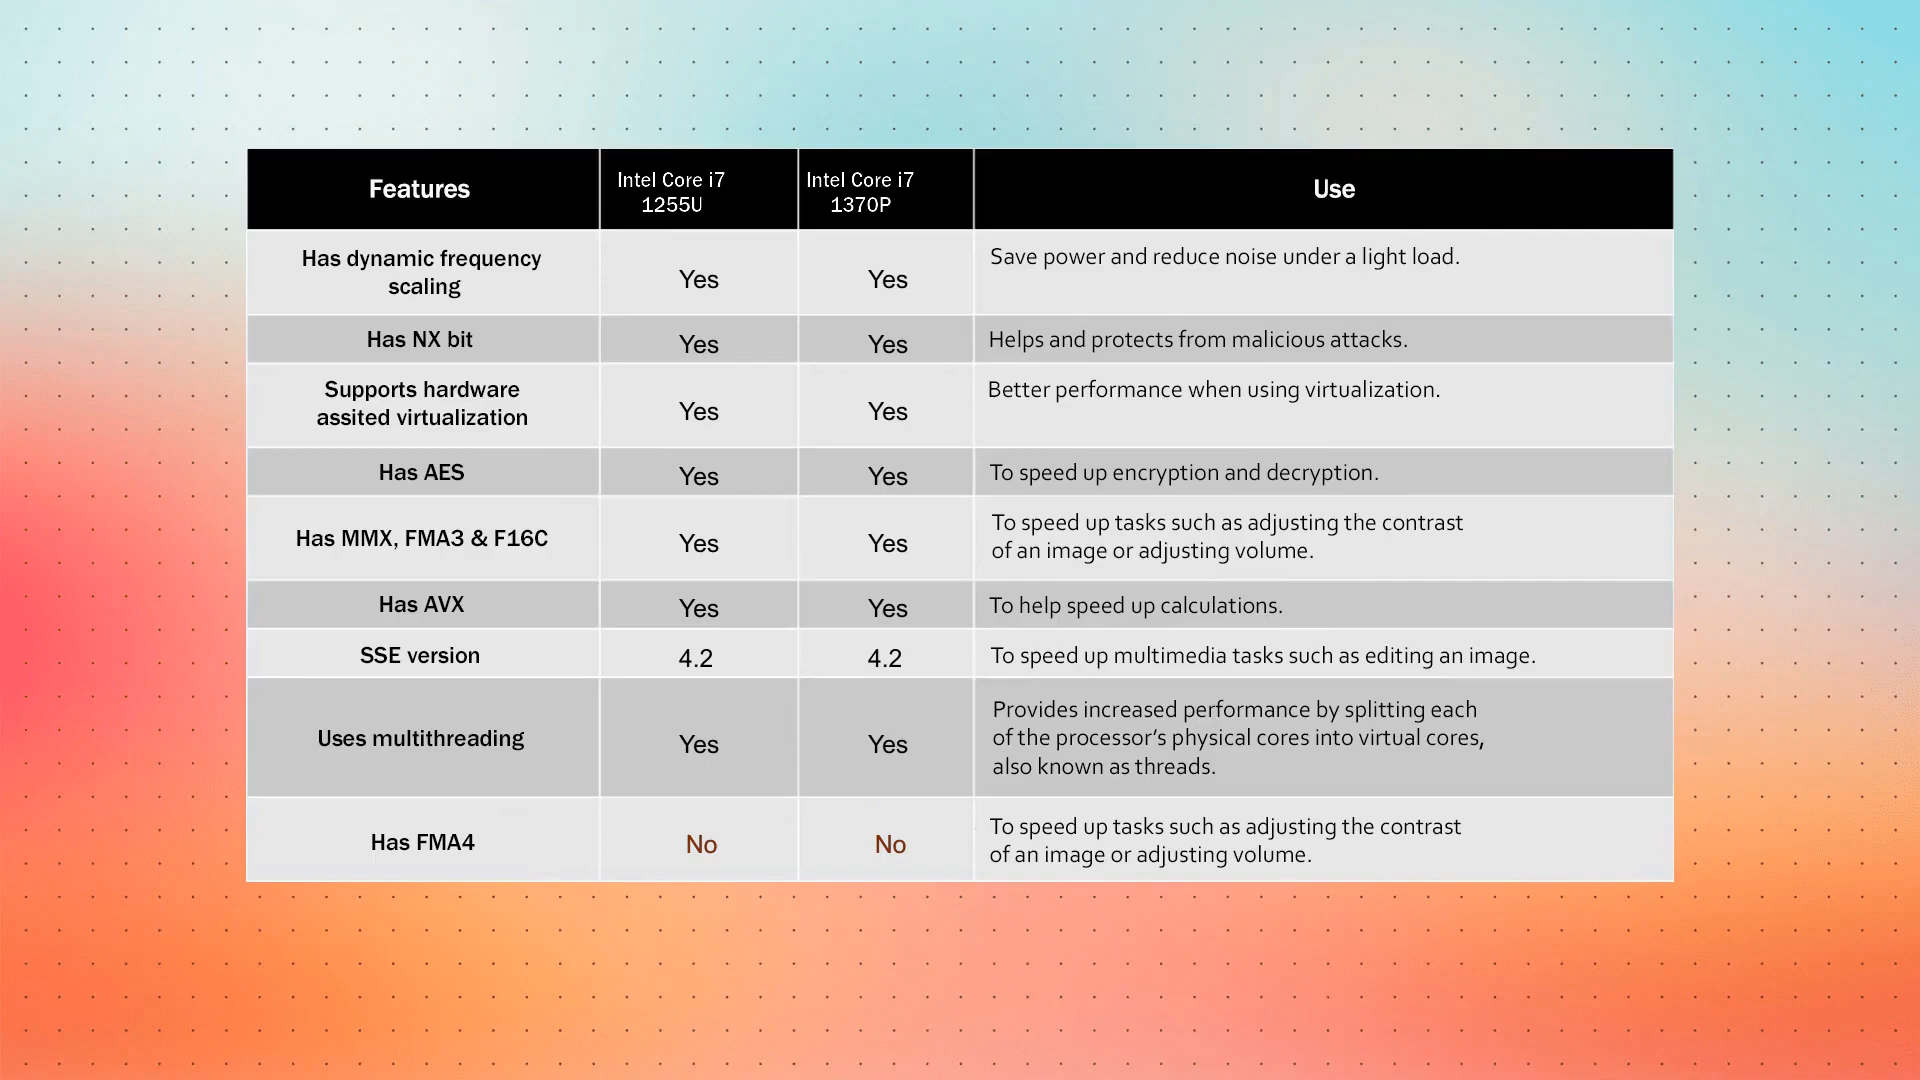 Features
Intel Core i7
1255U
Intel Core i7
1370P
Use
Has dynamic frequency
scaling
Yes
Yes
Save power and reduce noise under a light load.
Has NX bit
Yes
Yes
Helps and protects from malicious attacks.
Supports hardware
assited virtualization
Yes
Yes
Better performance when using virtualization.
Has AES
Yes
Yes
To speed up encryption and decryption.
Has MMX, FMA3 & F16C
Yes
Yes
To speed up tasks such as adjusting the contrast
of an image or adjusting volume.
Has AVX
Yes
Yes
To help speed up calculations.
SSE version
4.2
4.2
To speed up multimedia tasks such as editing an image.
Uses multithreading
Yes
Yes
Provides increased performance by splitting each
of the processor's physical cores into virtual cores,
also known as threads.
Has FMA4
No
No
To speed up tasks such as adjusting the contrast
of an image or adjusting volume.